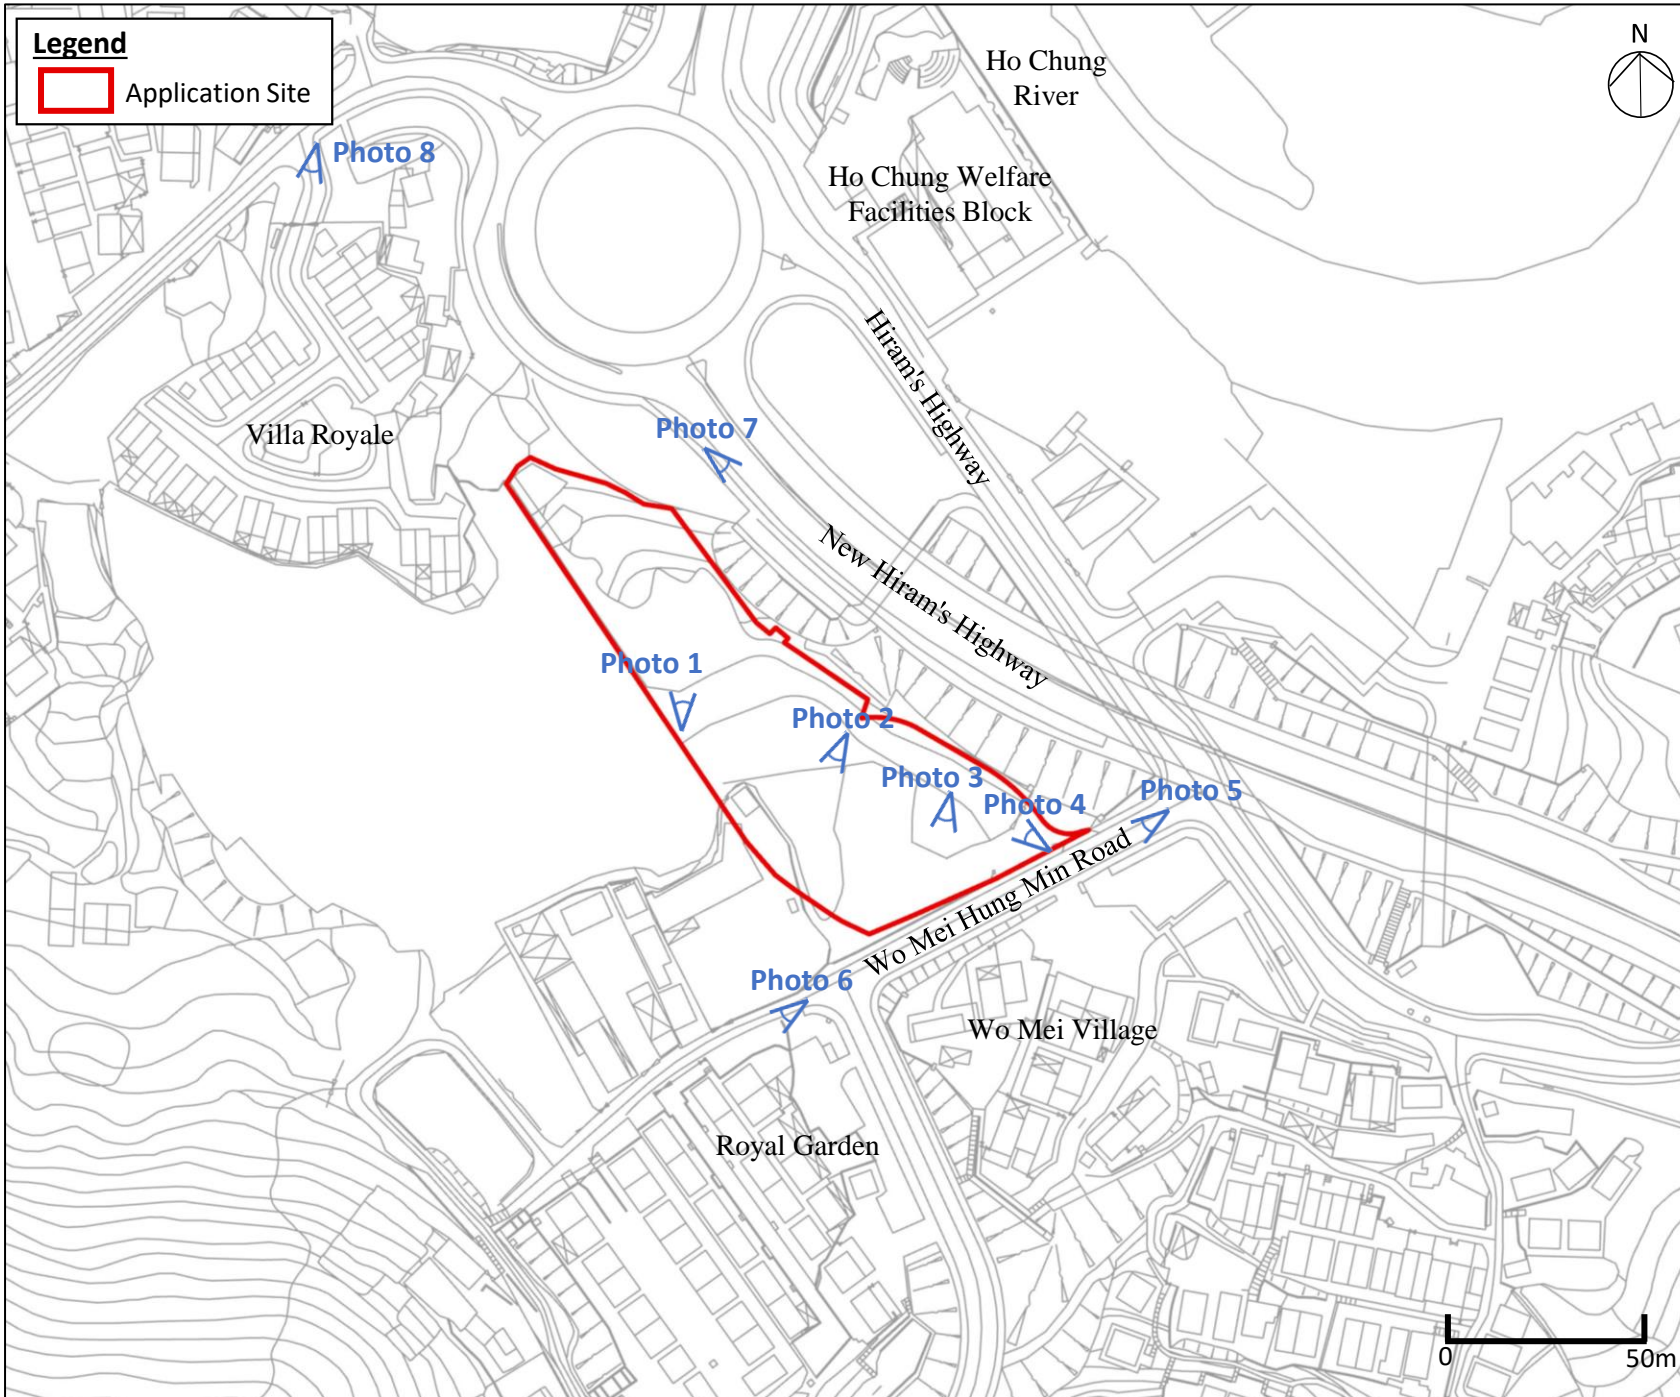 Legend
Application Site
N
Ho Chung
River
Photo 8
Ho Chung Welfare
Facilities Block
Hiram's Highway
Villa Royale
Photo 7
New Hiram's Highway
Photo 1
Photo 2
Photo 3
Photo 4
Photo 5
Wo Mei Hung Min Road
Photo 6
Wo Mei Village
Royal Garden
0
50m